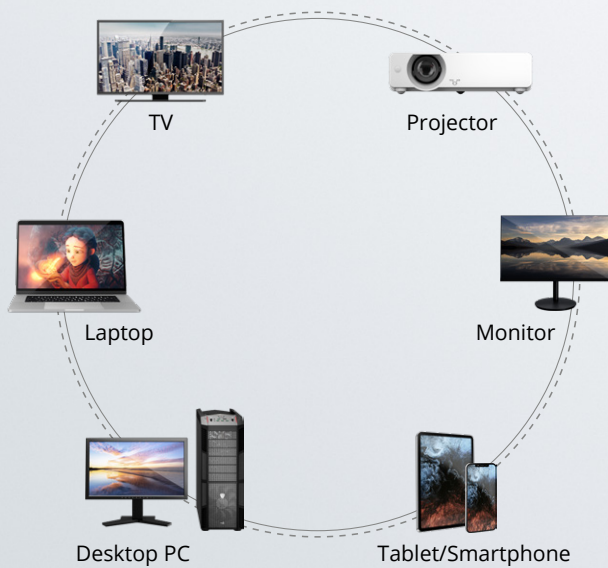 TV
Projector
Laptop
Monitor
Desktop PC
Tablet/Smartphone